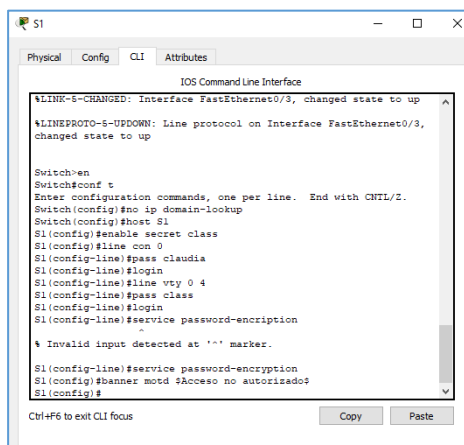 S1
Physical Config CLI Attributes
IOS Command Line Interface
%LINK-5-CHANGED: Interface FastEthernet0/3, changed state to up
%LINEPROTO-5-UPDOWN: Line protocol on Interface FastEthernet0/3,
changed state to up
Switch>en
Switch#conf t
Enter configuration commands, one per line. End with CNTL/Z.
Switch(config)#no ip domain-lookup
Switch(config)#host S1
S1(config)#enable secret class
S1(config)#line con 0
S1(config-line)#pass claudia
S1(config-line)#login
S1(config-line)#line vty 0 4
S1(config-line)#pass class
S1(config-line)#login
S1(config-line)#service password-encription
^
% Invalid input detected at '^' marker.
S1(config-line)#service password-encryption
S1(config)#banner motd $Acceso no autorizado$
S1(config)#
Ctrl+F6 to exit CLI focus
Copy Paste